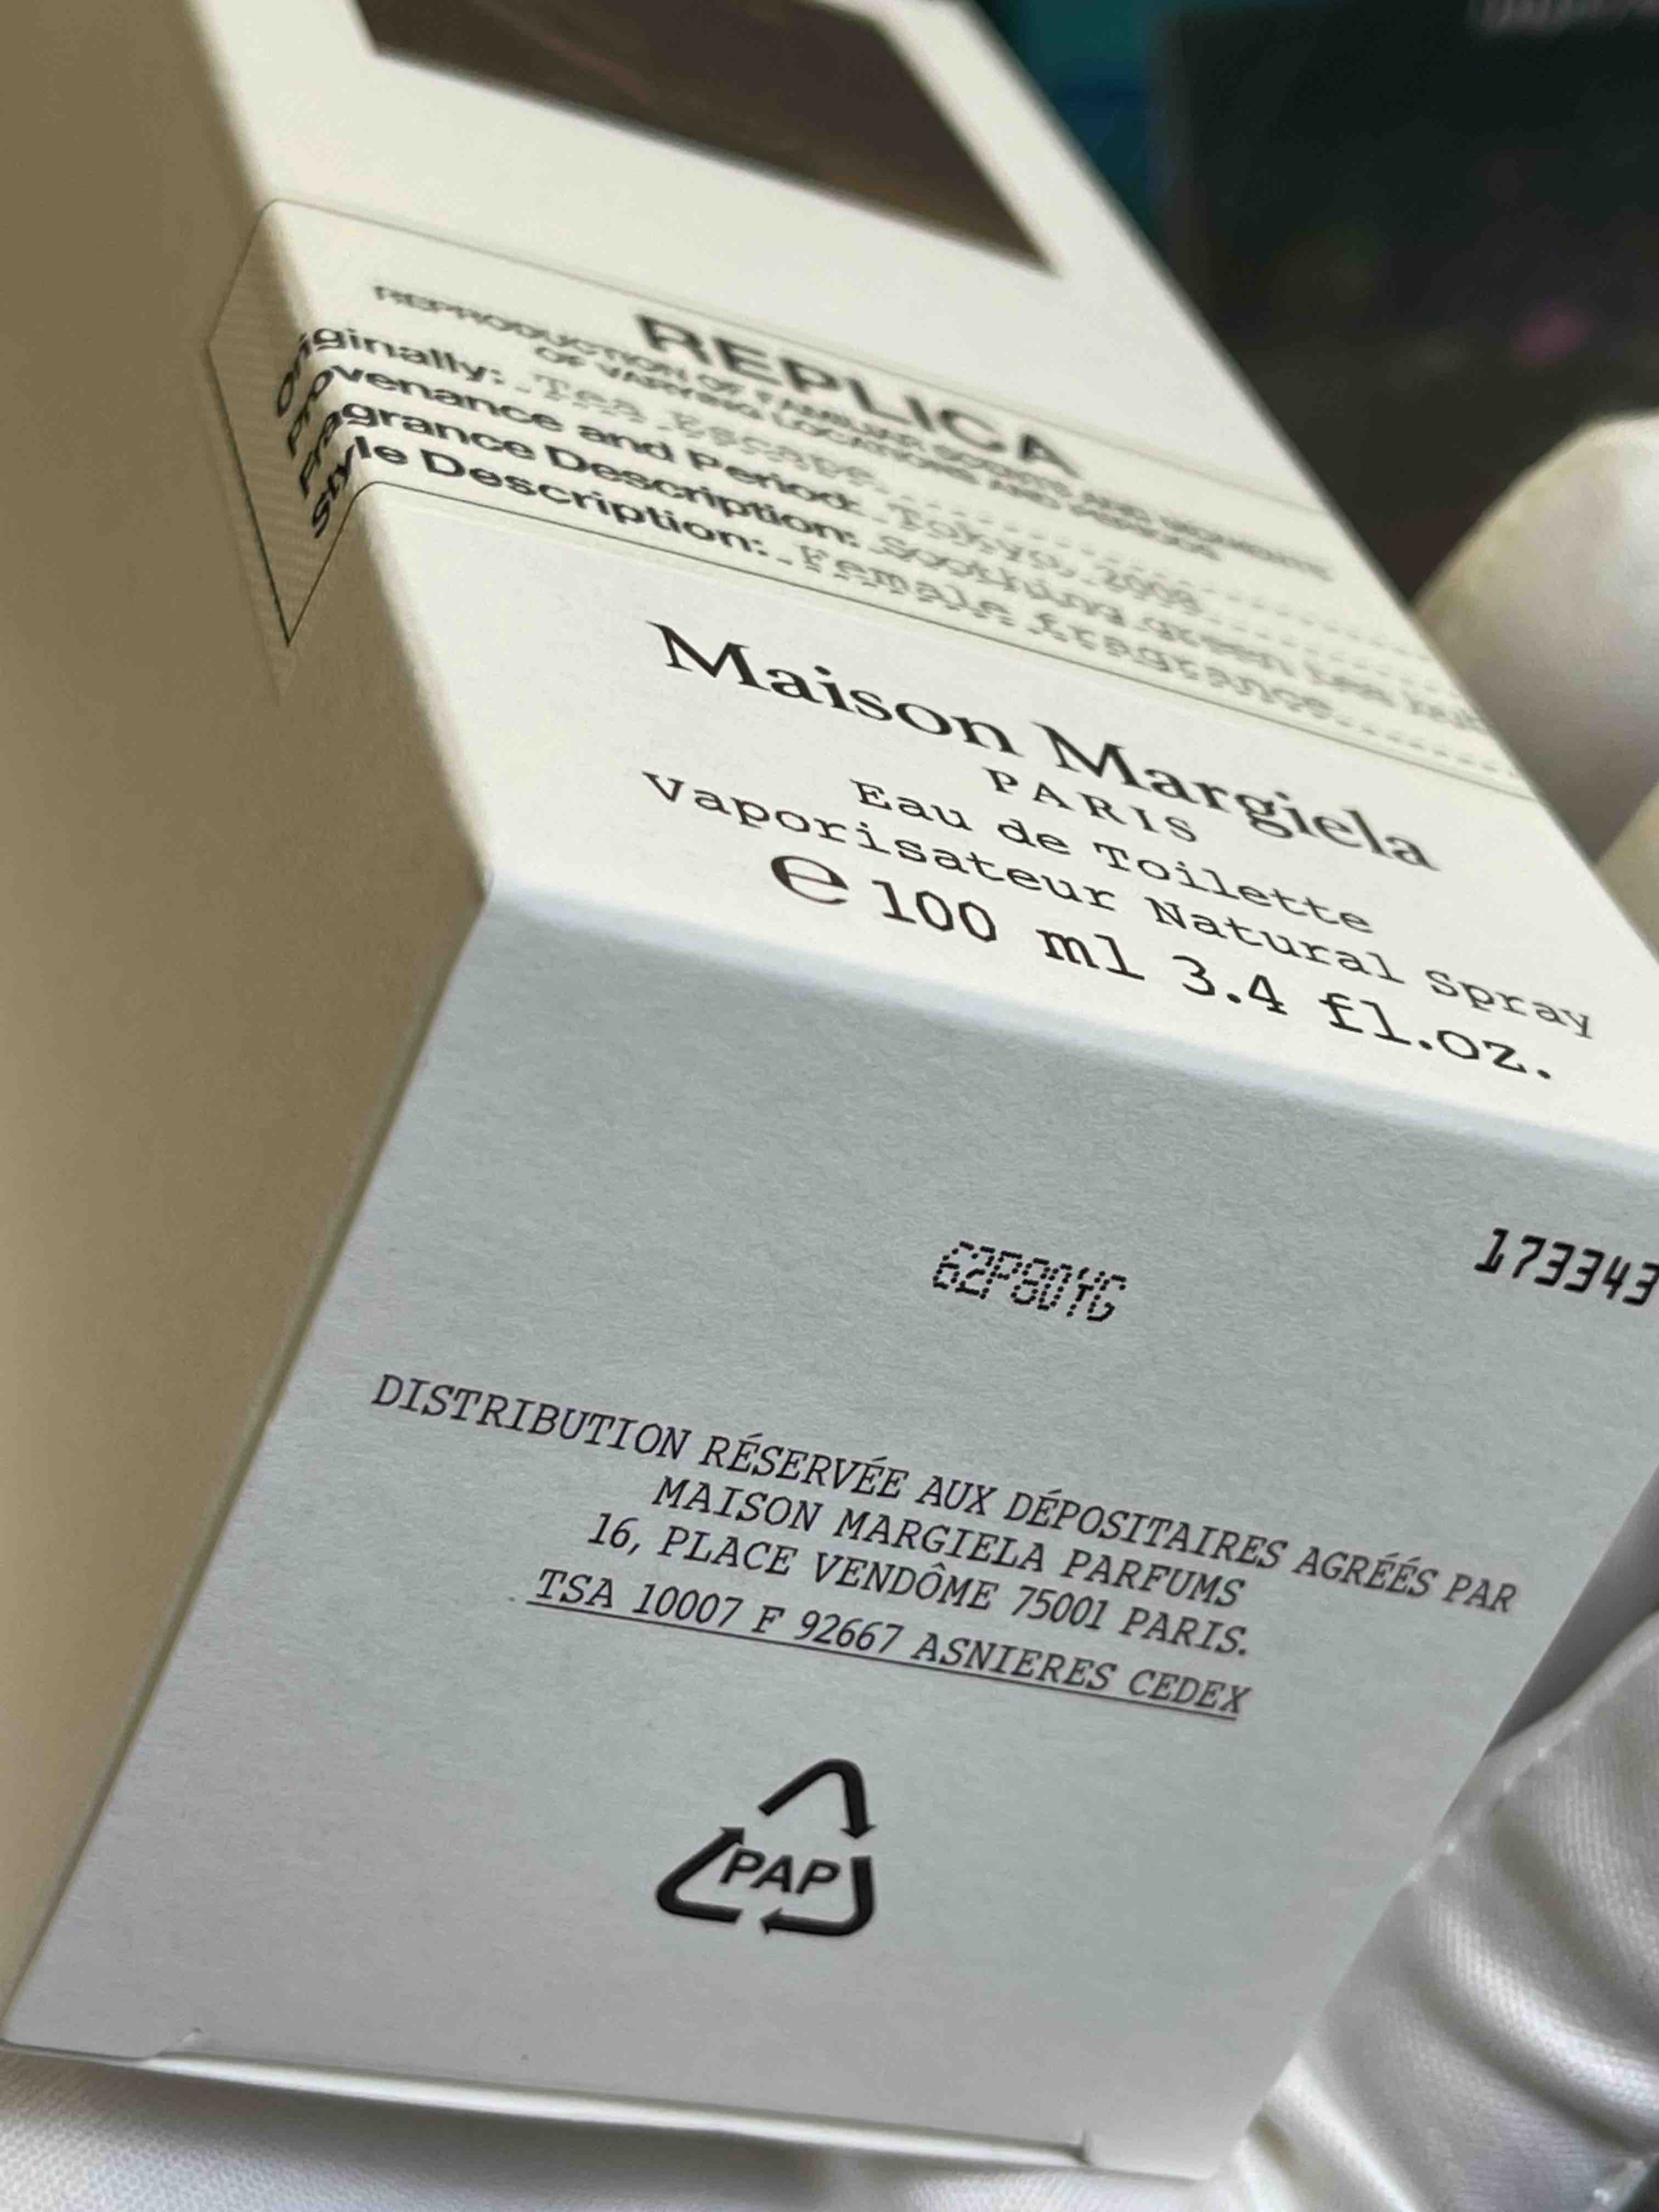 REPLICA
REPRODUCTION OF FAMILIAR SCENTS AND MOMENTS
OF VARYING LOCATIONS AND PERIODS
Originally: Tea Escape
Provenance and Period: Tokyo, 2008
Fragrance Description: Soothing green tea
Style Description: Female fragrance
Maison Margiela
PARIS
Eau de Toilette
Vaporisateur Natural Spray
℮ 100 ml 3.4 fl.oz.
62P80YG
173343
DISTRIBUTION RÉSERVÉE AUX DÉPOSITAIRES AGRÉÉS PAR
MAISON MARGIELA PARFUMS
16, PLACE VENDÔME 75001 PARIS.
TSA 10007 F 92667 ASNIERES CEDEX
PAP